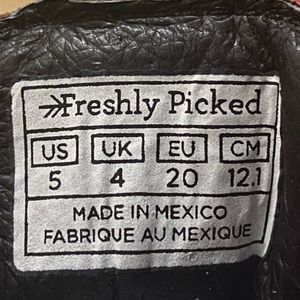 Freshly Picked
US UK EU CM
5 4 20 12.1
MADE IN MEXICO
FABRIQUE AU MEXIQUE